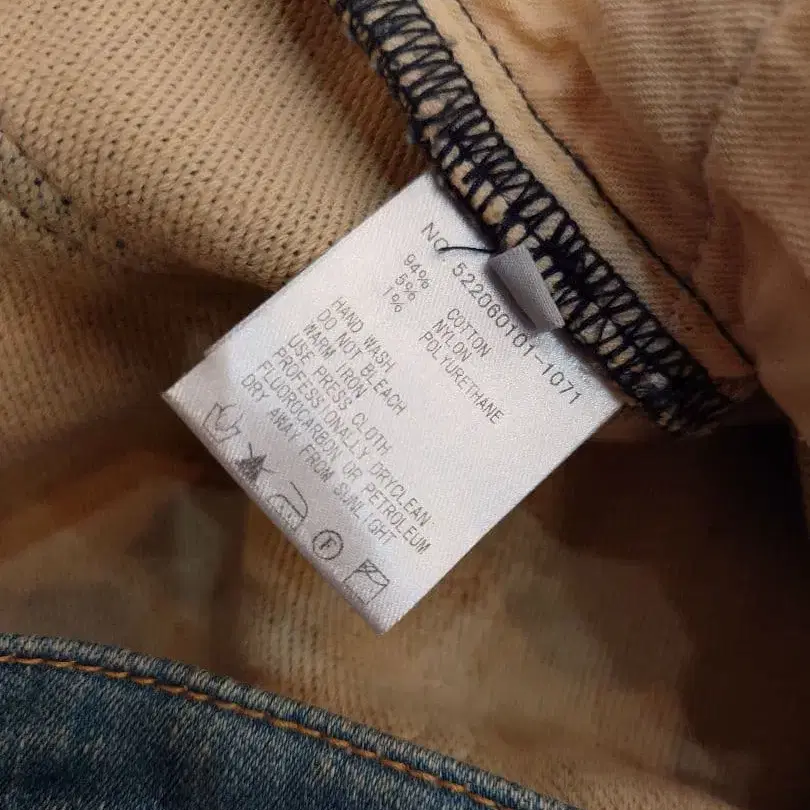 NO. 522060101-1071
94% COTTON
5% NYLON
1% POLYURETHANE
HAND WASH
DO NOT BLEACH
WARM IRON
USE PRESS CLOTH
PROFESSIONALLY DRYCLEAN
FLUOROCARBON OR PETROLEUM
DRY AWAY FROM SUNLIGHT
F